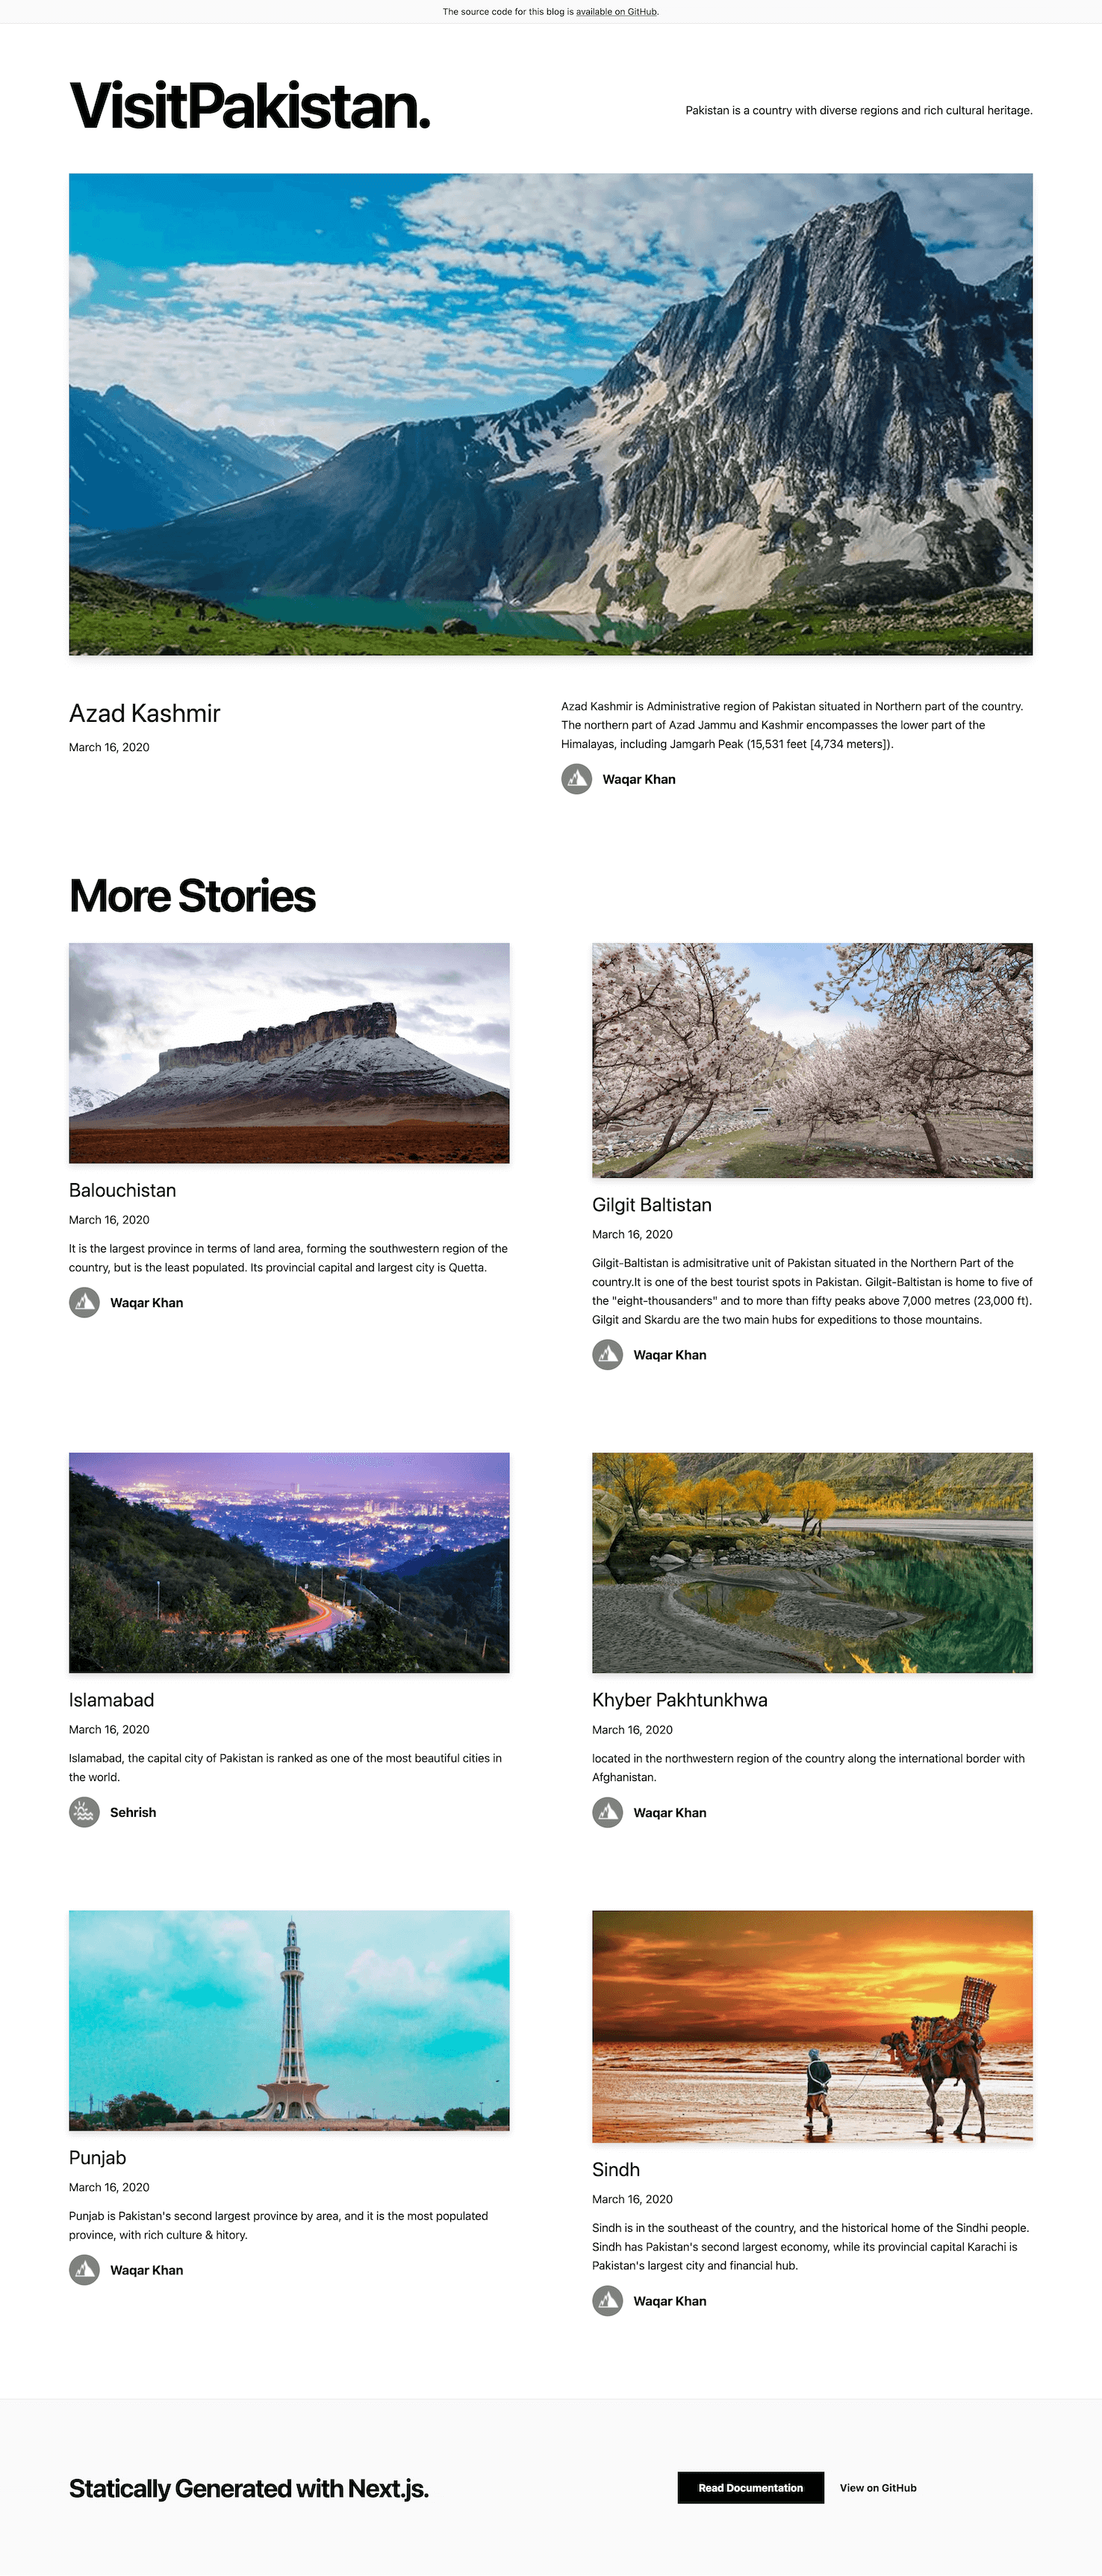 The source code for this blog is available on GitHub.
VisitPakistan.
Pakistan is a country with diverse regions and rich cultural heritage.
Azad Kashmir
March 16, 2020
Azad Kashmir is Administrative region of Pakistan situated in Northern part of the country.
The northern part of Azad Jammu and Kashmir encompasses the lower part of the
Himalayas, including Jamgarh Peak (15,531 feet [4,734 meters]).
Waqar Khan
More Stories
Balouchistan
March 16, 2020
It is the largest province in terms of land area, forming the southwestern region of the
country, but is the least populated. Its provincial capital and largest city is Quetta.
Waqar Khan
Gilgit Baltistan
March 16, 2020
Gilgit-Baltistan is admisitrative unit of Pakistan situated in the Northern Part of the
country.It is one of the best tourist spots in Pakistan. Gilgit-Baltistan is home to five of
the "eight-thousanders" and to more than fifty peaks above 7,000 metres (23,000 ft).
Gilgit and Skardu are the two main hubs for expeditions to those mountains.
Waqar Khan
Islamabad
March 16, 2020
Islamabad, the capital city of Pakistan is ranked as one of the most beautiful cities in
the world.
Sehrish
Khyber Pakhtunkhwa
March 16, 2020
located in the northwestern region of the country along the international border with
Afghanistan.
Waqar Khan
Punjab
March 16, 2020
Punjab is Pakistan's second largest province by area, and it is the most populated
province, with rich culture & hitory.
Waqar Khan
Sindh
March 16, 2020
Sindh is in the southeast of the country, and the historical home of the Sindhi people.
Sindh has Pakistan's second largest economy, while its provincial capital Karachi is
Pakistan's largest city and financial hub.
Waqar Khan
Statically Generated with Next.js.
Read Documentation
View on GitHub